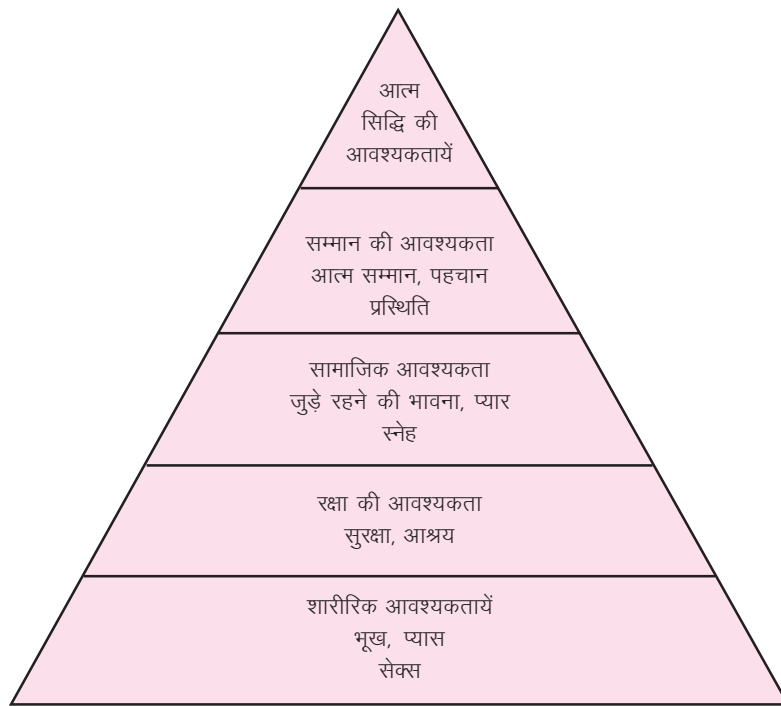 आत्म
सिद्धि की
आवश्यकतायें
सम्मान की आवश्यकता
आत्म सम्मान, पहचान
प्रस्थिति
सामाजिक आवश्यकता
जुड़े रहने की भावना, प्यार
स्नेह
रक्षा की आवश्यकता
सुरक्षा, आश्रय
शारीरिक आवश्यकतायें
भूख, प्यास
सेक्स